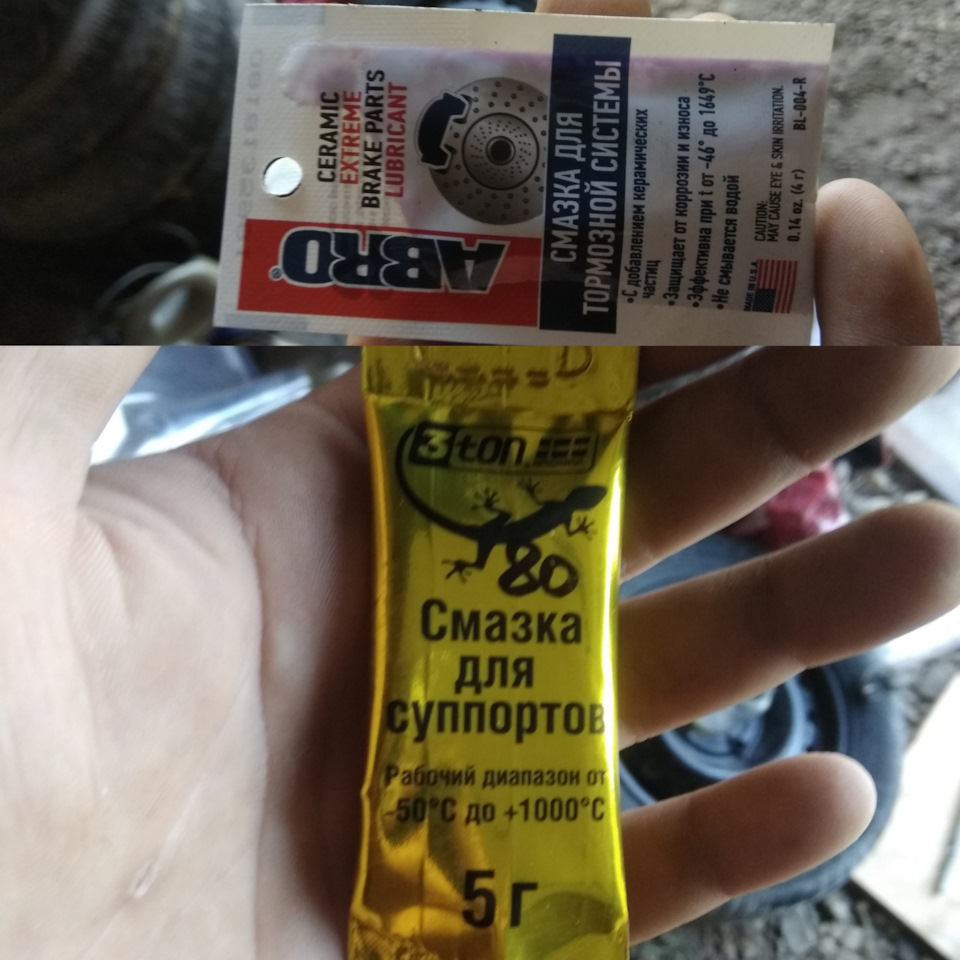 CERAMIC
EXTREME
BRAKE PARTS
LUBRICANT
ABRO®
СМАЗКА ДЛЯ
ТОРМОЗНОЙ СИСТЕМЫ
•С добавлением керамических
частиц
•Защищает от коррозии и износа
•Эффективна при t от -46° до 1649°С
•Не смывается водой
MADE IN U.S.A.
CAUTION:
MAY CAUSE EYE & SKIN IRRITATION.
0.14 oz. (4 г)
BL-004-R
3ton
80
Смазка
для
суппортов
Рабочий диапазон от
-50°С до +1000°С
5 г